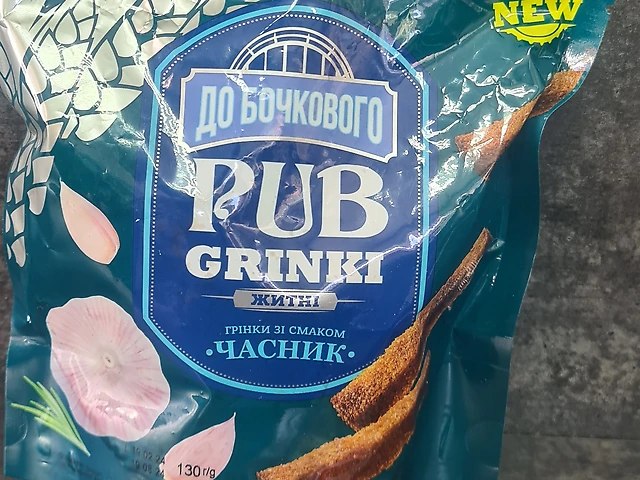 NEW
ДО БОЧКОВОГО
PUB
GRINKI
ЖИТНІ
ГРІНКИ ЗІ СМАКОМ
·ЧАСНИК·
130 г/g